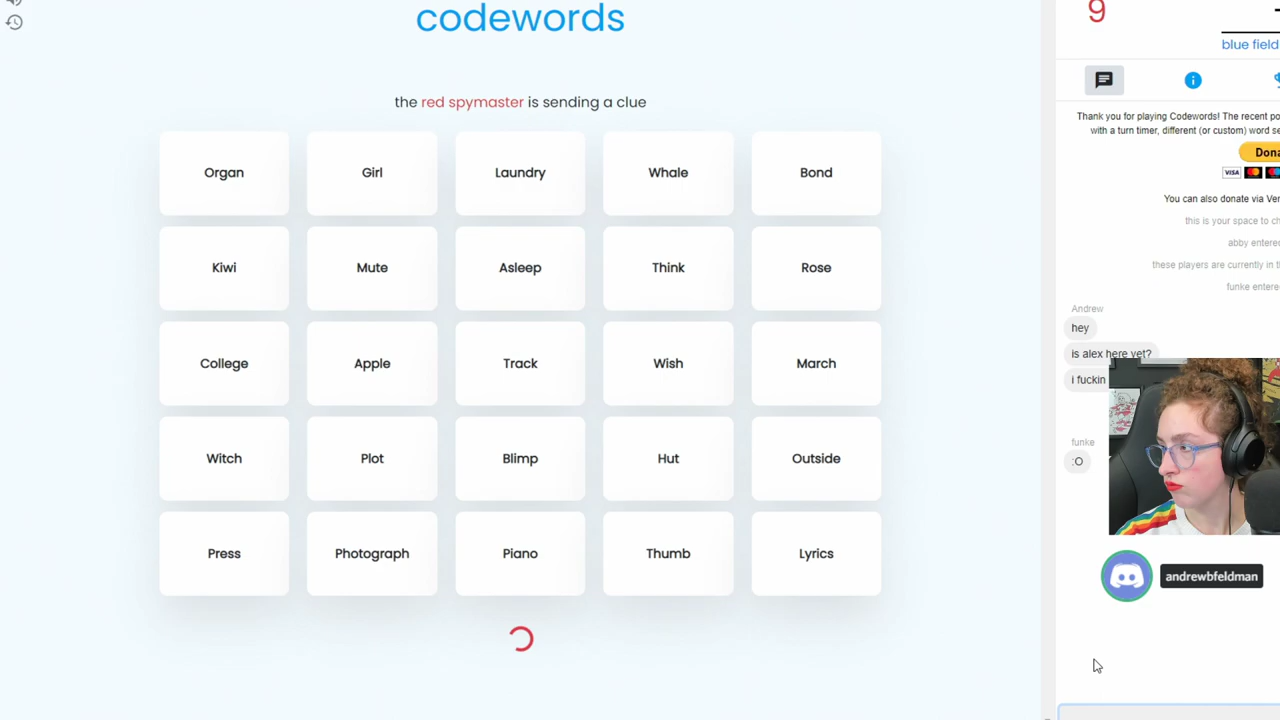 codewords
the red spymaster is sending a clue
Organ
Girl
Laundry
Whale
Bond
Kiwi
Mute
Asleep
Think
Rose
College
Apple
Track
Wish
March
Witch
Plot
Blimp
Hut
Outside
Press
Photograph
Piano
Thumb
Lyrics
9
blue field
Thank you for playing Codewords! The recent po
with a turn timer, different (or custom) word se
Dona
VISA
You can also donate via Ven
this is your space to ch
abby entered
these players are currently in t
funke entere
Andrew
hey
is alex here yet?
i fuckin
funke
:O
andrewbfeldman